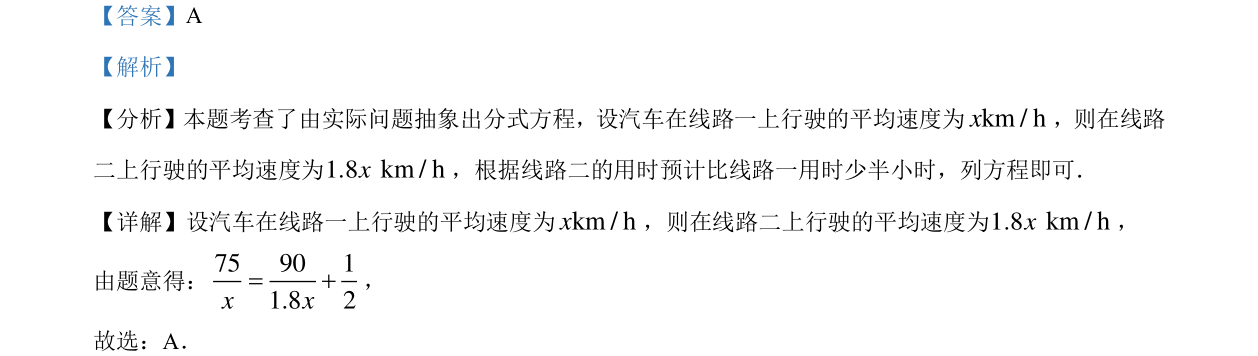 【答案】A
【解析】
【分析】本题考查了由实际问题抽象出分式方程，设汽车在线路一上行驶的平均速度为 xkm / h ，则在线路
二上行驶的平均速度为1.8x km / h ，根据线路二的用时预计比线路一用时少半小时，列方程即可．
【详解】设汽车在线路一上行驶的平均速度为 xkm / h ，则在线路二上行驶的平均速度为1.8x km / h ，
由题意得：75/x = 90/1.8x + 1/2 ，
故选：A．